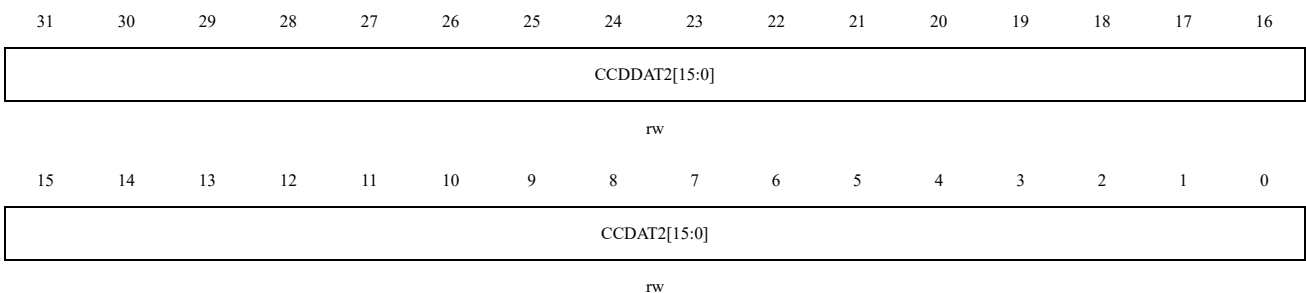 31 30 29 28 27 26 25 24 23 22 21 20 19 18 17 16
CCDDAT2[15:0]
rw
15 14 13 12 11 10 9 8 7 6 5 4 3 2 1 0
CCDAT2[15:0]
rw